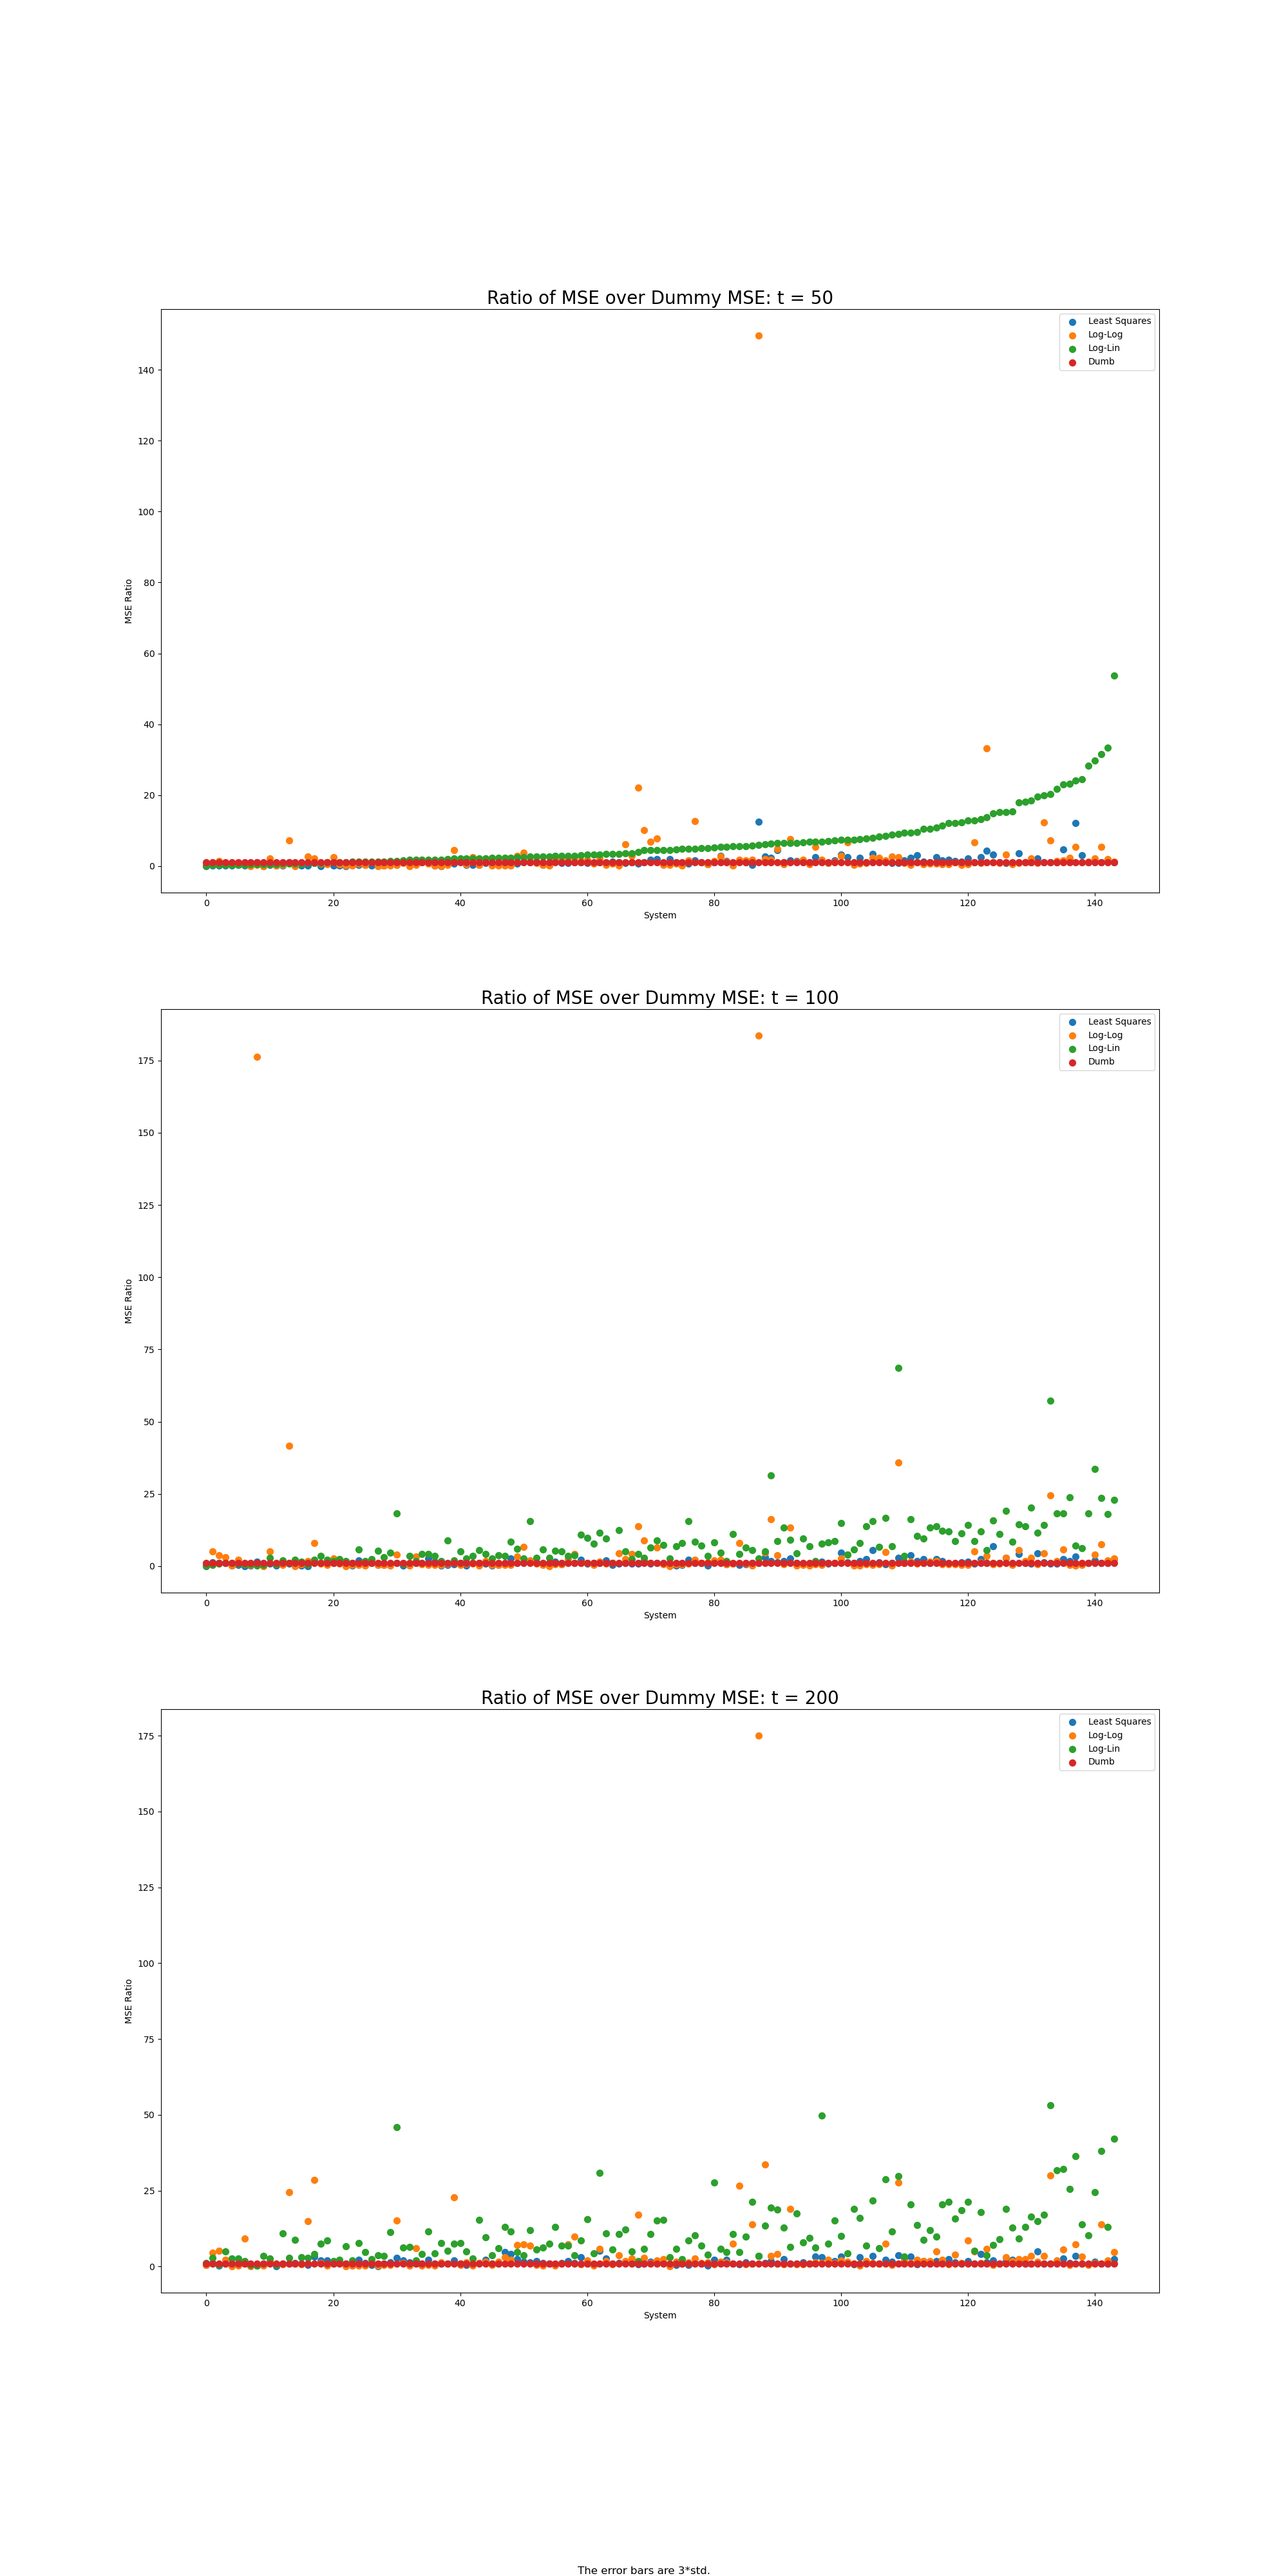 Ratio of MSE over Dummy MSE: t = 50
Least Squares
Log-Log
Log-Lin
Dumb
140
120
100
80
60
40
20
0
MSE Ratio
0 20 40 60 80 100 120 140
System
Ratio of MSE over Dummy MSE: t = 100
Least Squares
Log-Log
Log-Lin
Dumb
175
150
125
100
75
50
25
0
MSE Ratio
0 20 40 60 80 100 120 140
System
Ratio of MSE over Dummy MSE: t = 200
Least Squares
Log-Log
Log-Lin
Dumb
175
150
125
100
75
50
25
0
MSE Ratio
0 20 40 60 80 100 120 140
System
The error bars are 3*std.